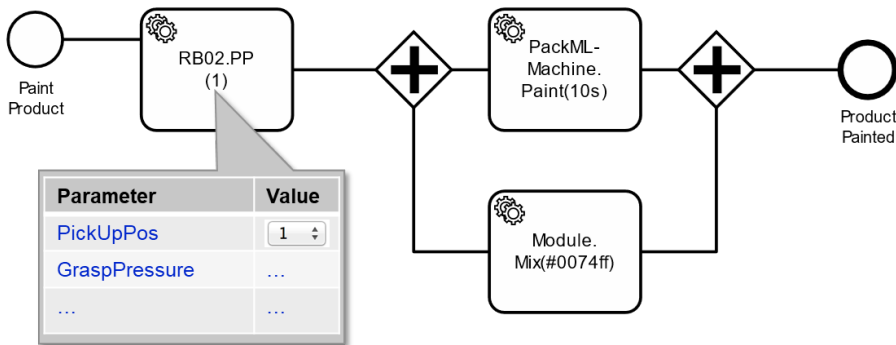 Paint
Product
RB02.PP
(1)
PackML-
Machine.
Paint(10s)
Product
Painted
Module.
Mix(#0074ff)
Parameter Value
PickUpPos 1
GraspPressure ...
... ...